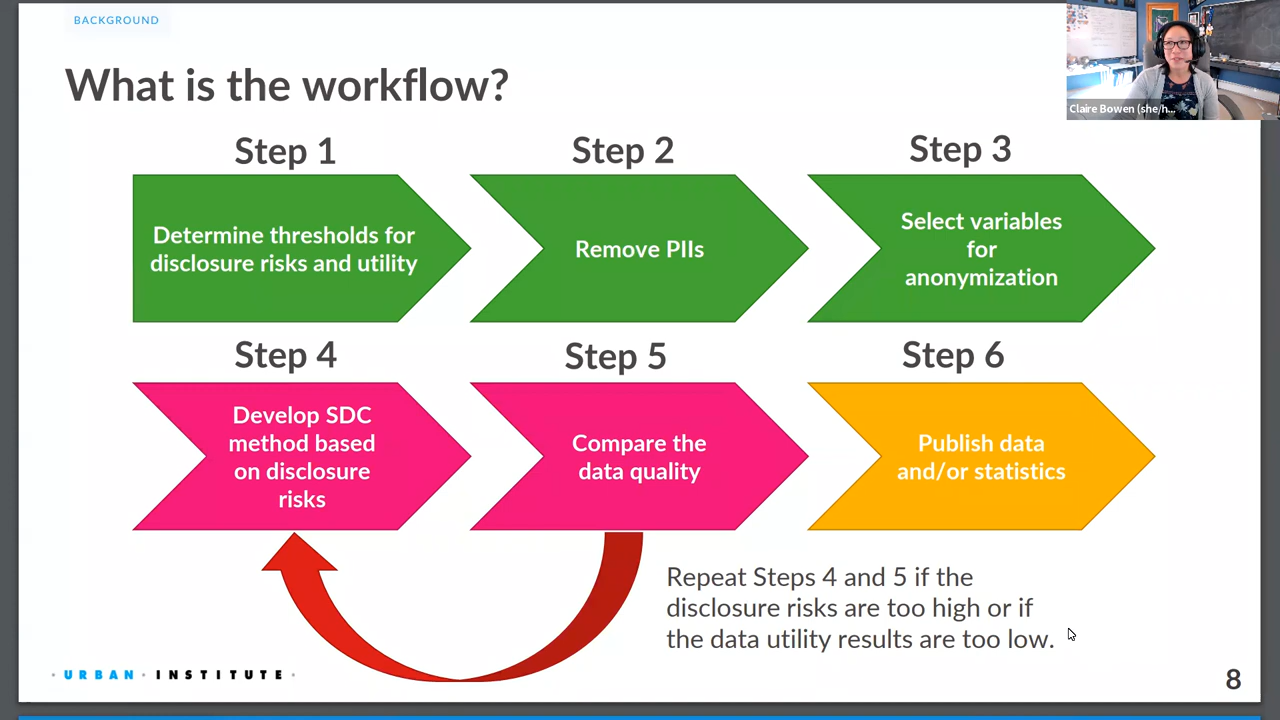 BACKGROUND
What is the workflow?
Claire Bowen (she/h...
Step 1
Step 2
Step 3
Determine thresholds for
disclosure risks and utility
Remove PIIs
Select variables
for
anonymization
Step 4
Step 5
Step 6
Develop SDC
method based
on disclosure
risks
Compare the
data quality
Publish data
and/or statistics
Repeat Steps 4 and 5 if the
disclosure risks are too high or if
the data utility results are too low.
· URBAN · INSTITUTE ·
8